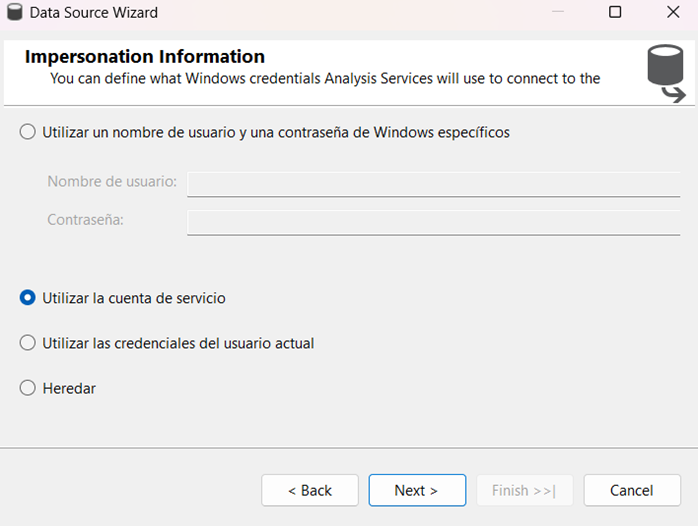 Data Source Wizard
Impersonation Information
You can define what Windows credentials Analysis Services will use to connect to the
Utilizar un nombre de usuario y una contraseña de Windows específicos
Nombre de usuario:
Contraseña:
Utilizar la cuenta de servicio
Utilizar las credenciales del usuario actual
Heredar
< Back Next > Finish >>| Cancel